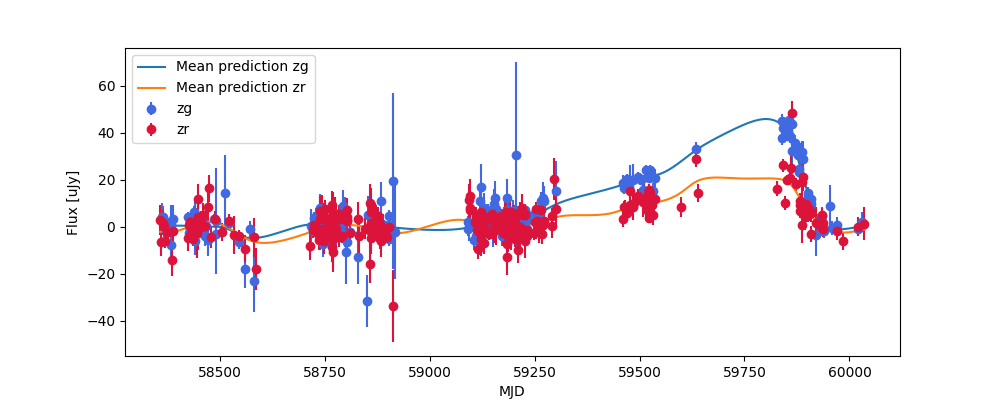 Mean prediction zg
Mean prediction zr
zg
zr
Flux [uJy]
60
40
20
0
−20
−40
58500
58750
59000
59250
59500
59750
60000
MJD